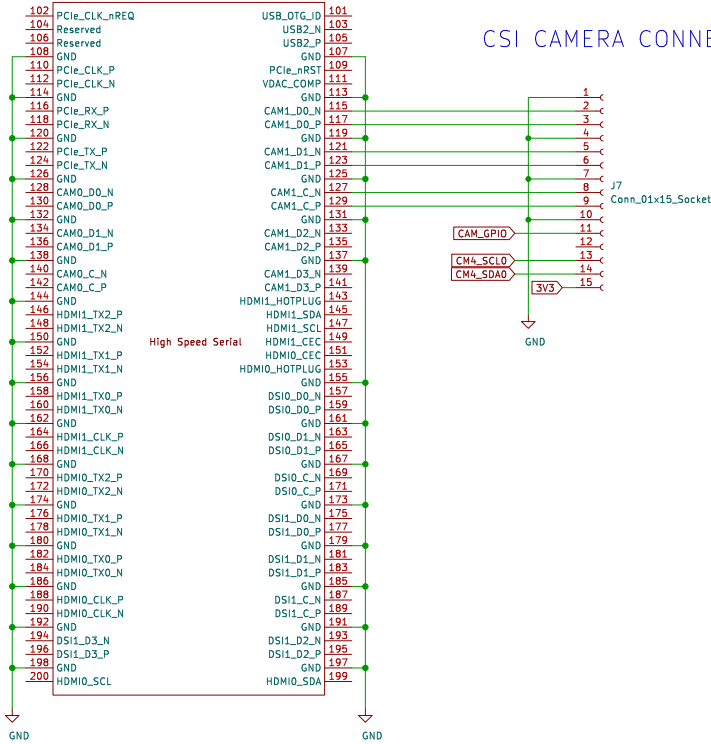 102 PCIe_CLK_nREQ USB_OTG_ID 101
104 Reserved USB2_N 103
106 Reserved USB2_P 105
108 GND GND 107
110 PCIe_CLK_P PCIe_nRST 109
112 PCIe_CLK_N VDAC_COMP 111
114 GND GND 113
116 PCIe_RX_P CAM1_D0_N 115
118 PCIe_RX_N CAM1_D0_P 117
120 GND GND 119
122 PCIe_TX_P CAM1_D1_N 121
124 PCIe_TX_N CAM1_D1_P 123
126 GND GND 125
128 CAM0_D0_N CAM1_C_N 127
130 CAM0_D0_P CAM1_C_P 129
132 GND GND 131
134 CAM0_D1_N CAM1_D2_N 133
136 CAM0_D1_P CAM1_D2_P 135
138 GND GND 137
140 CAM0_C_N CAM1_D3_N 139
142 CAM0_C_P CAM1_D3_P 141
144 GND HDMI1_HOTPLUG 143
146 HDMI1_TX2_P HDMI1_SDA 145
148 HDMI1_TX2_N HDMI1_SCL 147
150 GND High Speed Serial HDMI1_CEC 149
152 HDMI1_TX1_P HDMI0_CEC 151
154 HDMI1_TX1_N HDMI0_HOTPLUG 153
156 GND GND 155
158 HDMI1_TX0_P DSI0_D0_N 157
160 HDMI1_TX0_N DSI0_D0_P 159
162 GND GND 161
164 HDMI1_CLK_P DSI0_D1_N 163
166 HDMI1_CLK_N DSI0_D1_P 165
168 GND GND 167
170 HDMI0_TX2_P DSI0_C_N 169
172 HDMI0_TX2_N DSI0_C_P 171
174 GND GND 173
176 HDMI0_TX1_P DSI1_D0_N 175
178 HDMI0_TX1_N DSI1_D0_P 177
180 GND GND 179
182 HDMI0_TX0_P DSI1_D1_N 181
184 HDMI0_TX0_N DSI1_D1_P 183
186 GND GND 185
188 HDMI0_CLK_P DSI1_C_N 187
190 HDMI0_CLK_N DSI1_C_P 189
192 GND GND 191
194 DSI1_D3_N DSI1_D2_N 193
196 DSI1_D3_P DSI1_D2_P 195
198 GND GND 197
200 HDMI0_SCL HDMI0_SDA 199
GND GND
CSI CAMERA CONNE
1
2
3
4
5
6
7
8 J7
9 Conn_01x15_Socket
10
CAM_GPIO 11
12
CM4_SCL0 13
CM4_SDA0 14
3V3 15
GND